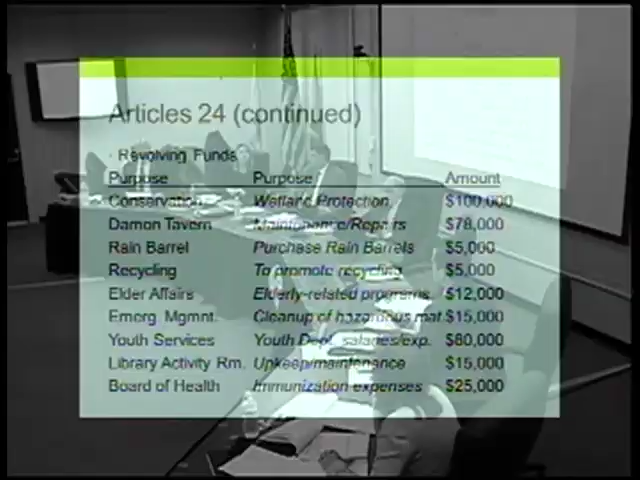 Articles 24 (continued)
· Revolving Funds
Purpose Purpose Amount
Conservation Wetland Protection $100,000
Damon Tavern Maintenance/Repairs $78,000
Rain Barrel Purchase Rain Barrels $5,000
Recycling To promote recycling $5,000
Elder Affairs Elderly-related programs $12,000
Emerg. Mgmnt. Cleanup of hazardous mat. $15,000
Youth Services Youth Dept. salaries/exp. $80,000
Library Activity Rm. Upkeep/maintenance $15,000
Board of Health Immunization expenses $25,000